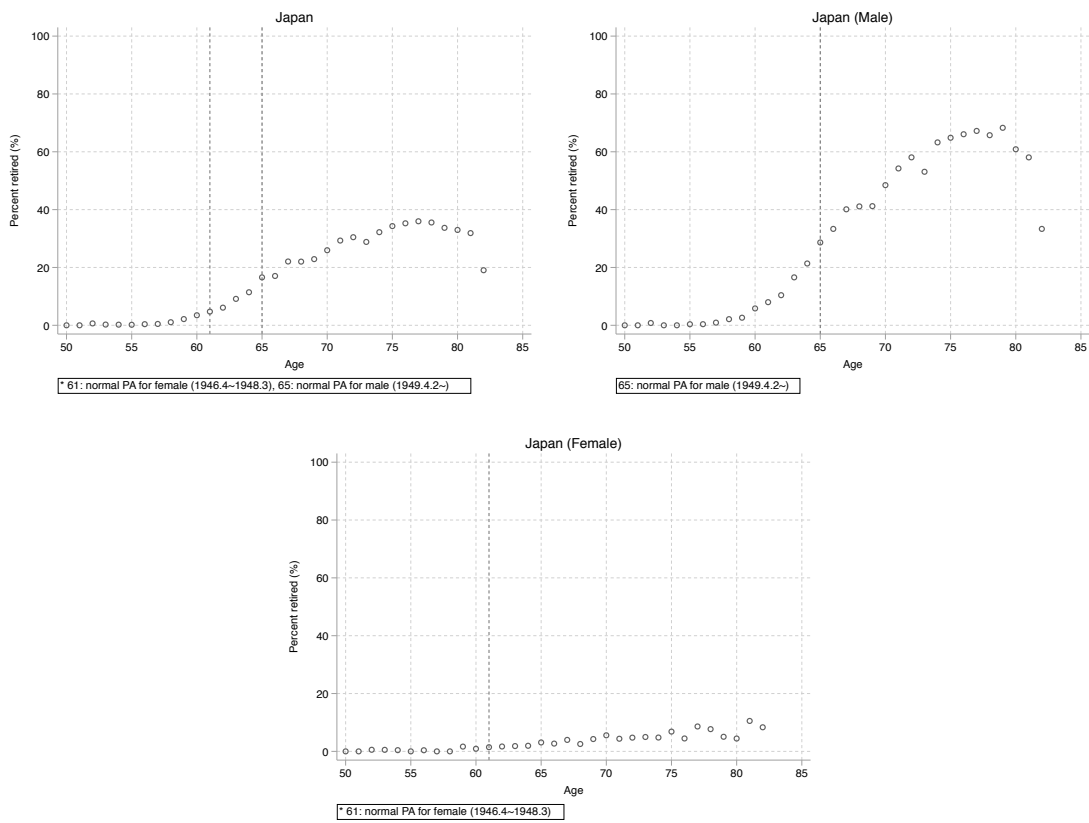 Japan
100
80
60
40
20
0
Percent retired (%)
50 55 60 65 70 75 80 85
Age
* 61: normal PA for female (1946.4~1948.3), 65: normal PA for male (1949.4.2~)
Japan (Male)
100
80
60
40
20
0
Percent retired (%)
50 55 60 65 70 75 80 85
Age
65: normal PA for male (1949.4.2~)
Japan (Female)
100
80
60
40
20
0
Percent retired (%)
50 55 60 65 70 75 80 85
Age
* 61: normal PA for female (1946.4~1948.3)